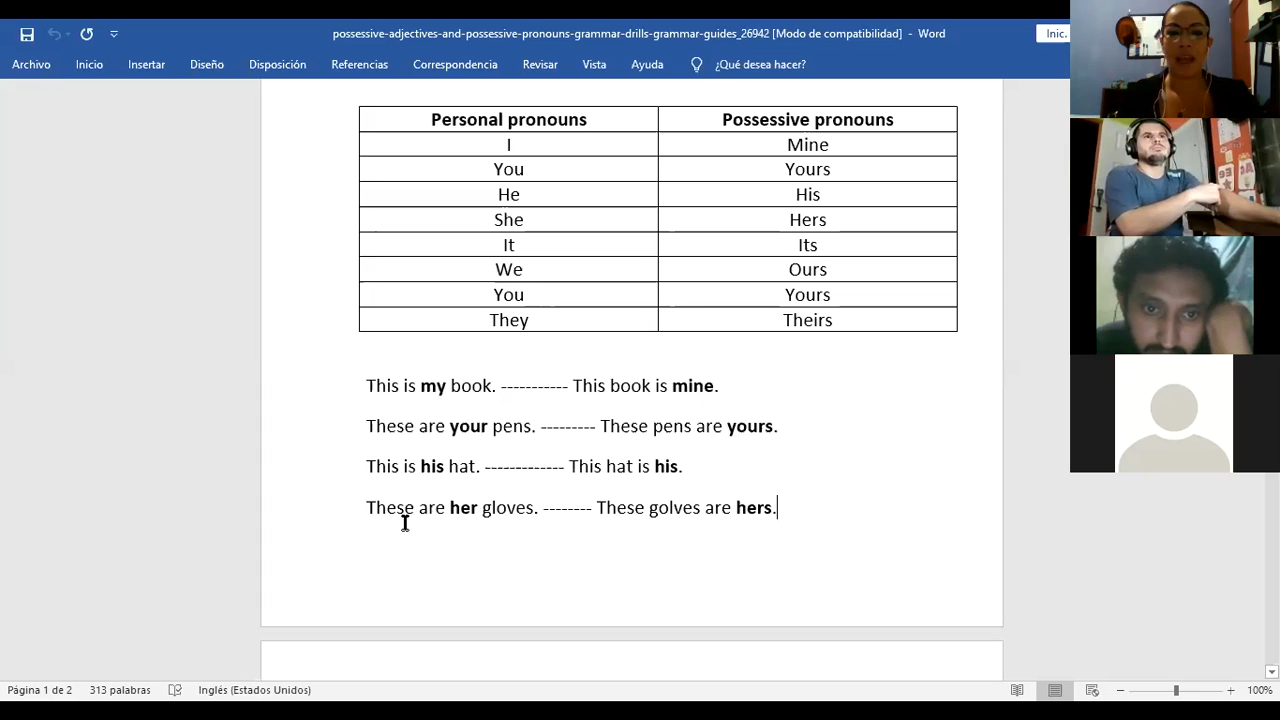 possessive-adjectives-and-possessive-pronouns-grammar-drills-grammar-guides_26942 [Modo de compatibilidad] - Word
Inic.
Archivo Inicio Insertar Diseño Disposición Referencias Correspondencia Revisar Vista Ayuda ¿Qué desea hacer?
Personal pronouns Possessive pronouns
I Mine
You Yours
He His
She Hers
It Its
We Ours
You Yours
They Theirs
This is my book. ----------- This book is mine.
These are your pens. --------- These pens are yours.
This is his hat. ------------- This hat is his.
These are her gloves. -------- These golves are hers.
Página 1 de 2 313 palabras Inglés (Estados Unidos) 100%